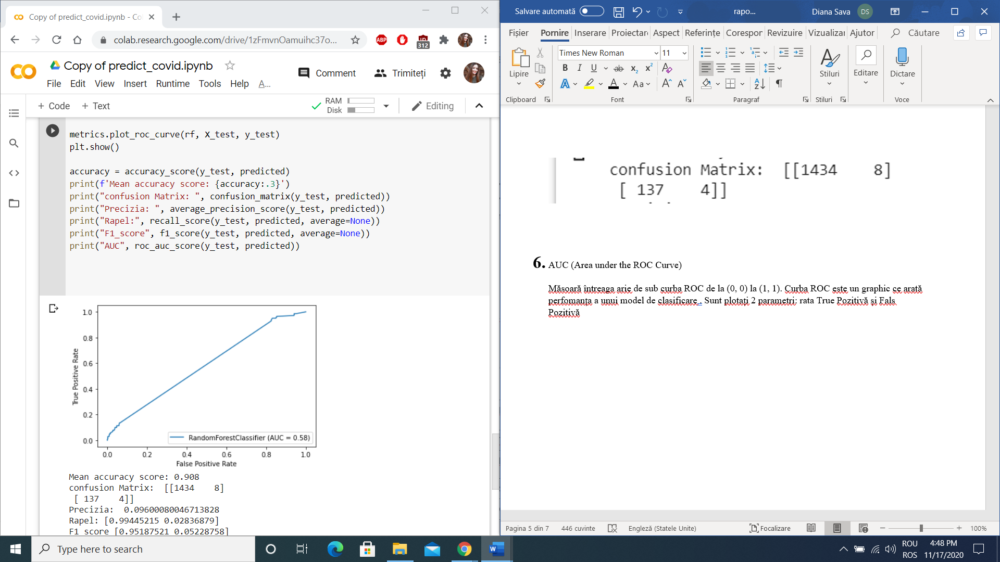 Copy of predict_covid.ipynb - Co
colab.research.google.com/drive/1zFmvnOamuihc37o...
ABP
312
Copy of predict_covid.ipynb
Comment
Trimiteți
File Edit View Insert Runtime Tools Help A...
+ Code + Text
RAM
Disk
Editing
metrics.plot_roc_curve(rf, X_test, y_test)
plt.show()
accuracy = accuracy_score(y_test, predicted)
print(f'Mean accuracy score: {accuracy:.3}')
print("confusion Matrix: ", confusion_matrix(y_test, predicted))
print("Precizia: ", average_precision_score(y_test, predicted))
print("Rapel:", recall_score(y_test, predicted, average=None))
print("F1_score", f1_score(y_test, predicted, average=None))
print("AUC", roc_auc_score(y_test, predicted))
1.0
0.8
0.6
0.4
0.2
0.0
True Positive Rate
RandomForestClassifier (AUC = 0.58)
0.0 0.2 0.4 0.6 0.8 1.0
False Positive Rate
Mean accuracy score: 0.908
confusion Matrix:  [[1434    8]
[ 137    4]]
Precizia:  0.09600080046713828
Rapel: [0.99445215 0.02836879]
F1 score [0.95187521 0.05228758]
Salvare automată
rapo...
Diana Sava
DS
Fișier Pornire Inserare Proiectare Aspect Referințe Corespor Revizuire Vizualizar Ajutor Căutare
Times New Roman 11
Lipire
B I U ab x₂ x²
A A Aa A A
Stiluri
Editare
Dictare
Clipboard Font Paragraf Stiluri Voce
confusion Matrix:  [[1434    8]
[ 137    4]]
6. AUC (Area under the ROC Curve)
Măsoară întreaga arie de sub curba ROC de la (0, 0) la (1, 1). Curba ROC este un graphic ce arată
perfomanța a unui model de clasificare . Sunt plotați 2 parametri: rata True Pozitivă și Fals
Pozitivă
Pagina 5 din 7 446 cuvinte Engleză (Statele Unite) Focalizare 100%
Type here to search
ROU
ROS
4:48 PM
11/17/2020